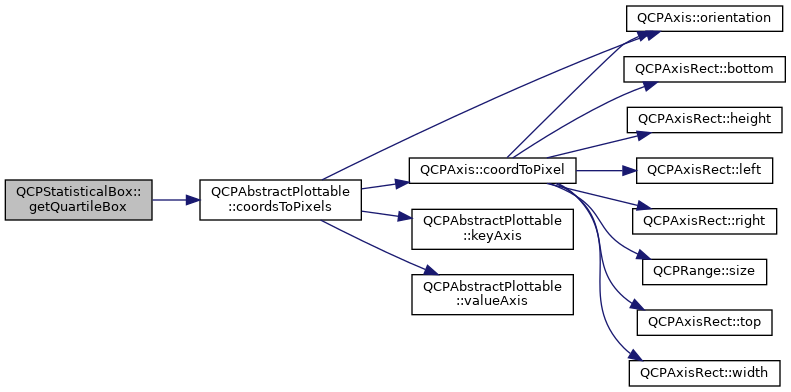 QCPStatisticalBox::
getQuartileBox
QCPAbstractPlottable
::coordsToPixels
QCPAxis::coordToPixel
QCPAbstractPlottable
::keyAxis
QCPAbstractPlottable
::valueAxis
QCPAxis::orientation
QCPAxisRect::bottom
QCPAxisRect::height
QCPAxisRect::left
QCPAxisRect::right
QCPRange::size
QCPAxisRect::top
QCPAxisRect::width